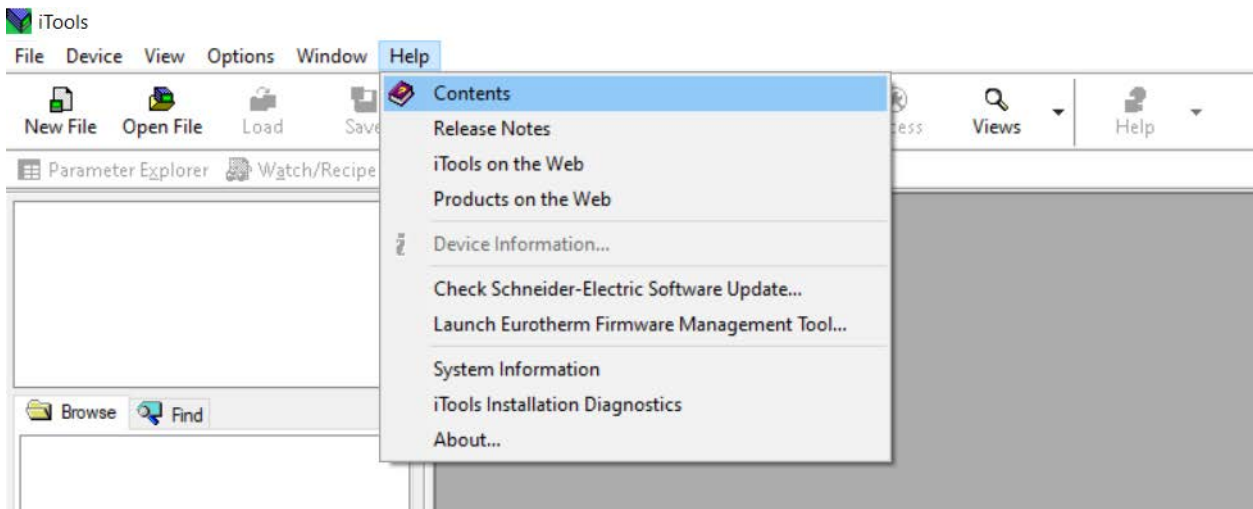 iTools
File Device View Options Window Help
New File Open File Load Save Views Help
Parameter Explorer Watch/Recipe
Contents
Release Notes
iTools on the Web
Products on the Web
Device Information...
Check Schneider-Electric Software Update...
Launch Eurotherm Firmware Management Tool...
System Information
iTools Installation Diagnostics
About...
Browse Find